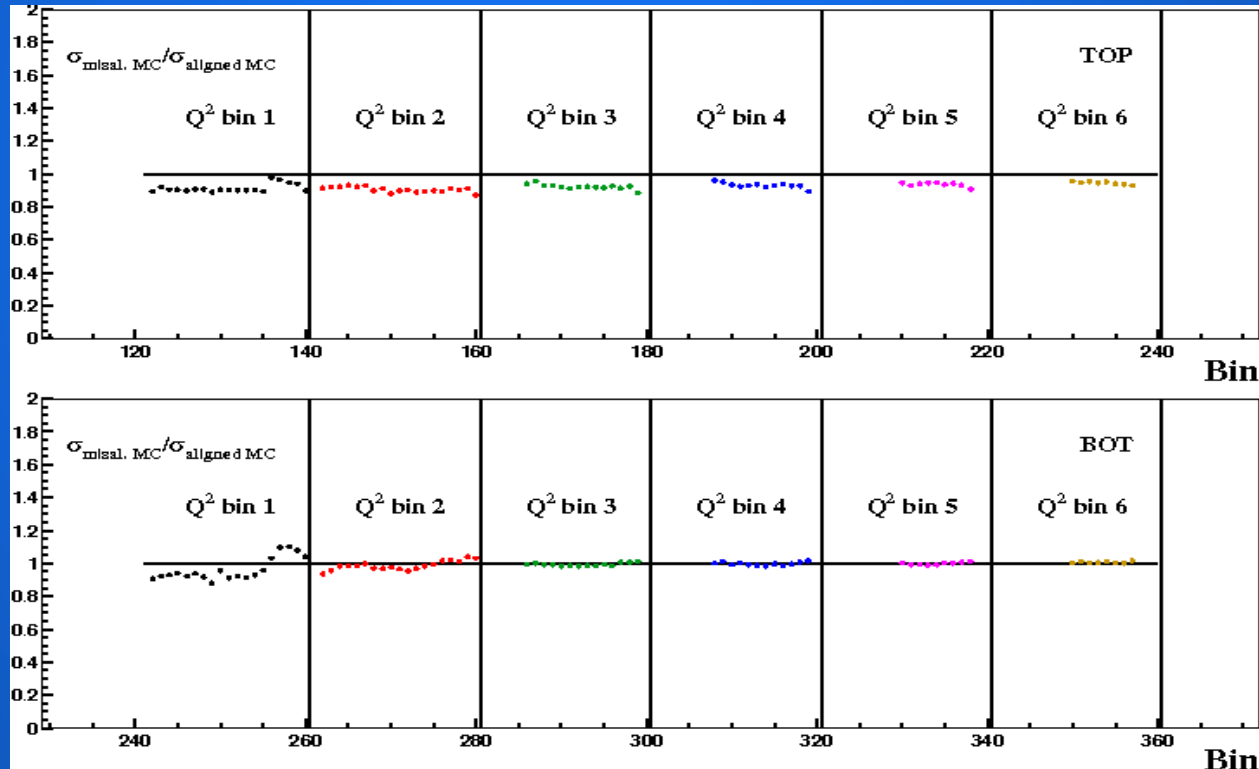 2
1.8
σmisal. MC/σaligned MC TOP
1.6
1.4
Q² bin 1 Q² bin 2 Q² bin 3 Q² bin 4 Q² bin 5 Q² bin 6
1.2
1
0.8
0.6
0.4
0.2
0
120 140 160 180 200 220 240
Bin
2
1.8
σmisal. MC/σaligned MC BOT
1.6
1.4
Q² bin 1 Q² bin 2 Q² bin 3 Q² bin 4 Q² bin 5 Q² bin 6
1.2
1
0.8
0.6
0.4
0.2
0
240 260 280 300 320 340 360
Bin